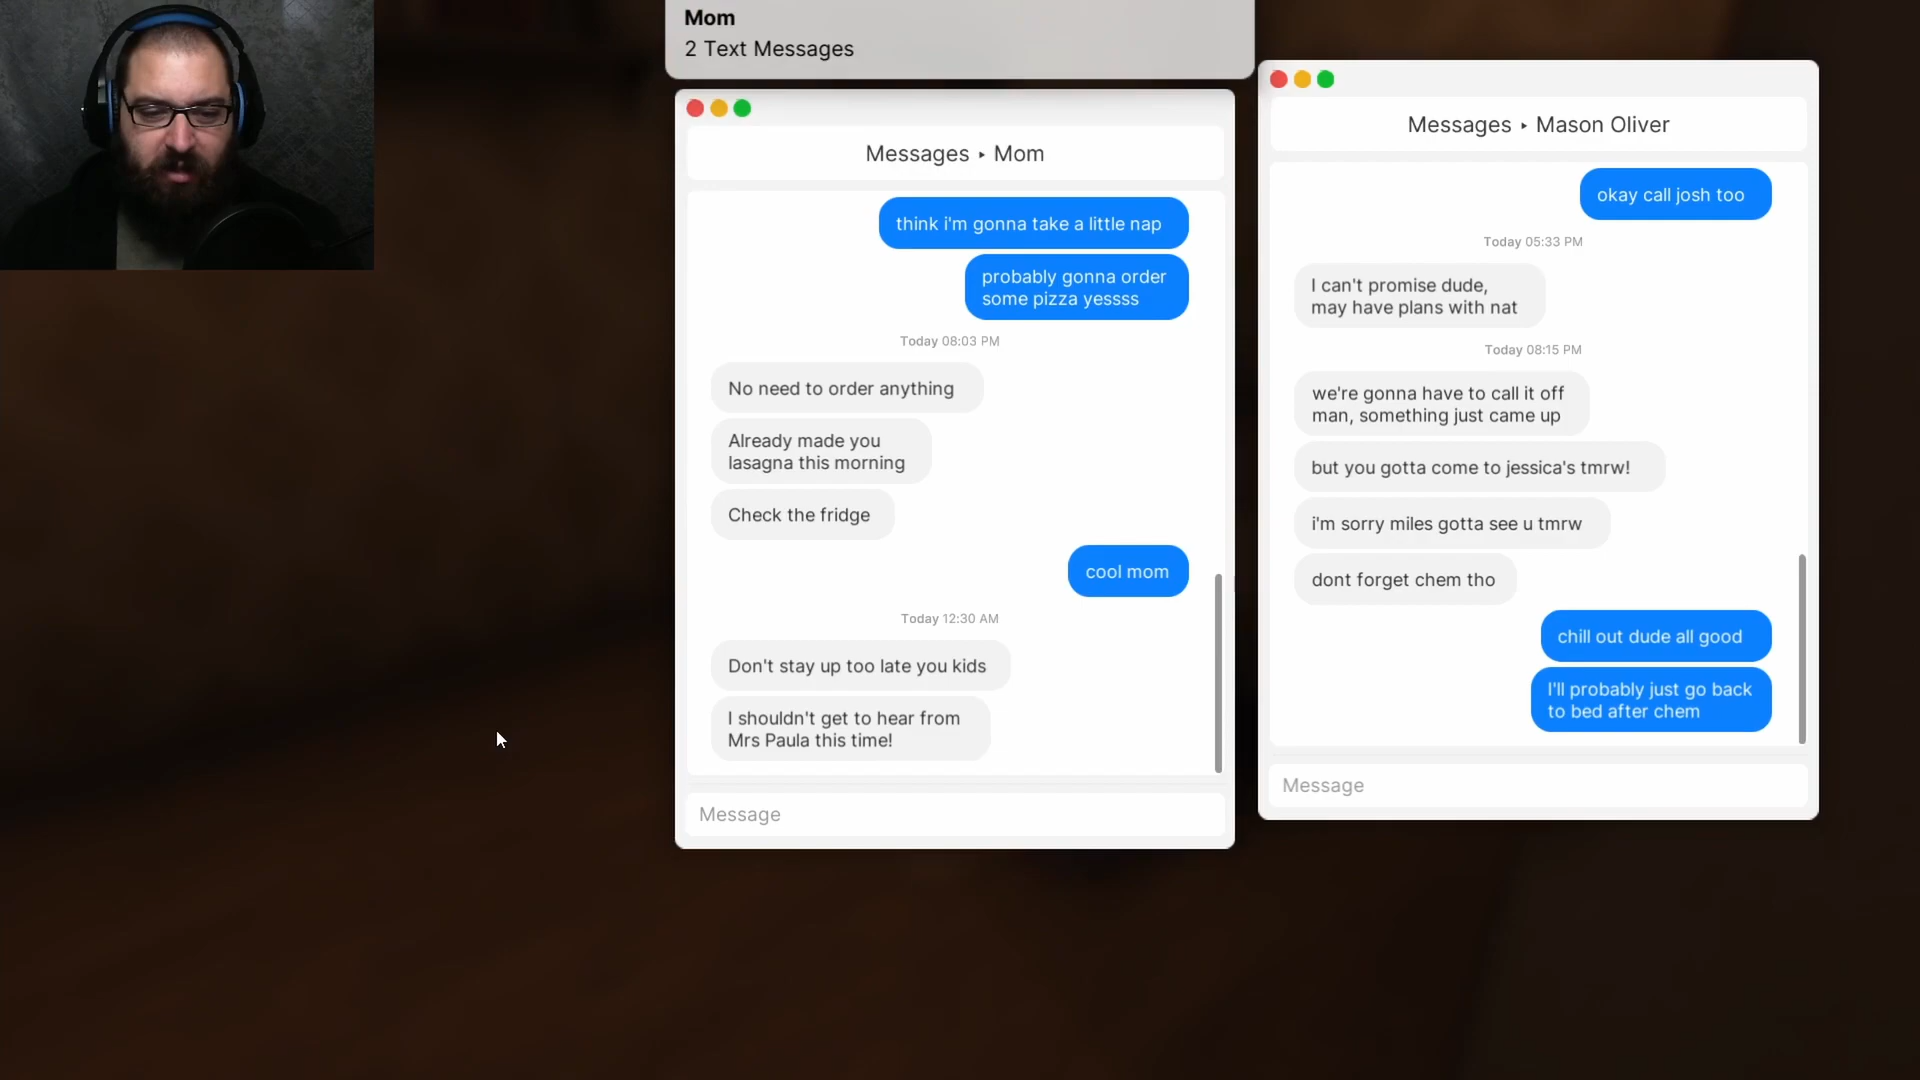 Mom
2 Text Messages
Messages ▸ Mom
think i'm gonna take a little nap
probably gonna order
some pizza yessss
Today 08:03 PM
No need to order anything
Already made you
lasagna this morning
Check the fridge
cool mom
Today 12:30 AM
Don't stay up too late you kids
I shouldn't get to hear from
Mrs Paula this time!
Message
Messages ▸ Mason Oliver
okay call josh too
Today 05:33 PM
I can't promise dude,
may have plans with nat
Today 08:15 PM
we're gonna have to call it off
man, something just came up
but you gotta come to jessica's tmrw!
i'm sorry miles gotta see u tmrw
dont forget chem tho
chill out dude all good
I'll probably just go back
to bed after chem
Message